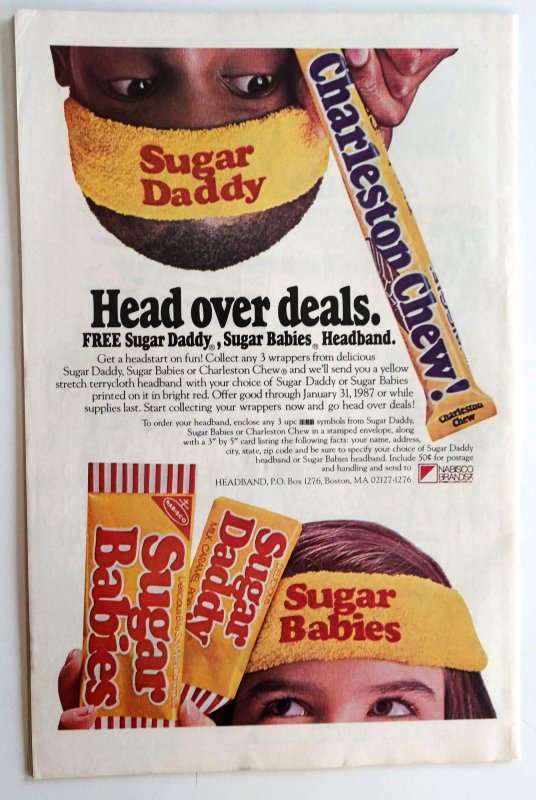 Sugar
Daddy
Charleston Chew!
Charleston
Chew
Head over deals.
FREE Sugar Daddy®, Sugar Babies® Headband.
Get a headstart on fun! Collect any 3 wrappers from delicious
Sugar Daddy, Sugar Babies or Charleston Chew® and we'll send you a yellow
stretch terrycloth headband with your choice of Sugar Daddy or Sugar Babies
printed on it in bright red. Offer good through January 31, 1987 or while
supplies last. Start collecting your wrappers now and go head over deals!
To order your headband, enclose any 3 upc symbols from Sugar Daddy,
Sugar Babies or Charleston Chew in a stamped envelope, along
with a 3" by 5" card listing the following facts: your name, address,
city, state, zip code and be sure to specify your choice of Sugar Daddy
headband or Sugar Babies headband. Include 50¢ for postage
and handling and send to
HEADBAND, P.O. Box 1276, Boston, MA 02127-1276
NABISCO
BRANDS
NABISCO
Sugar
Babies
Sugar
Daddy
MILK CARAMEL POP
Sugar
Babies